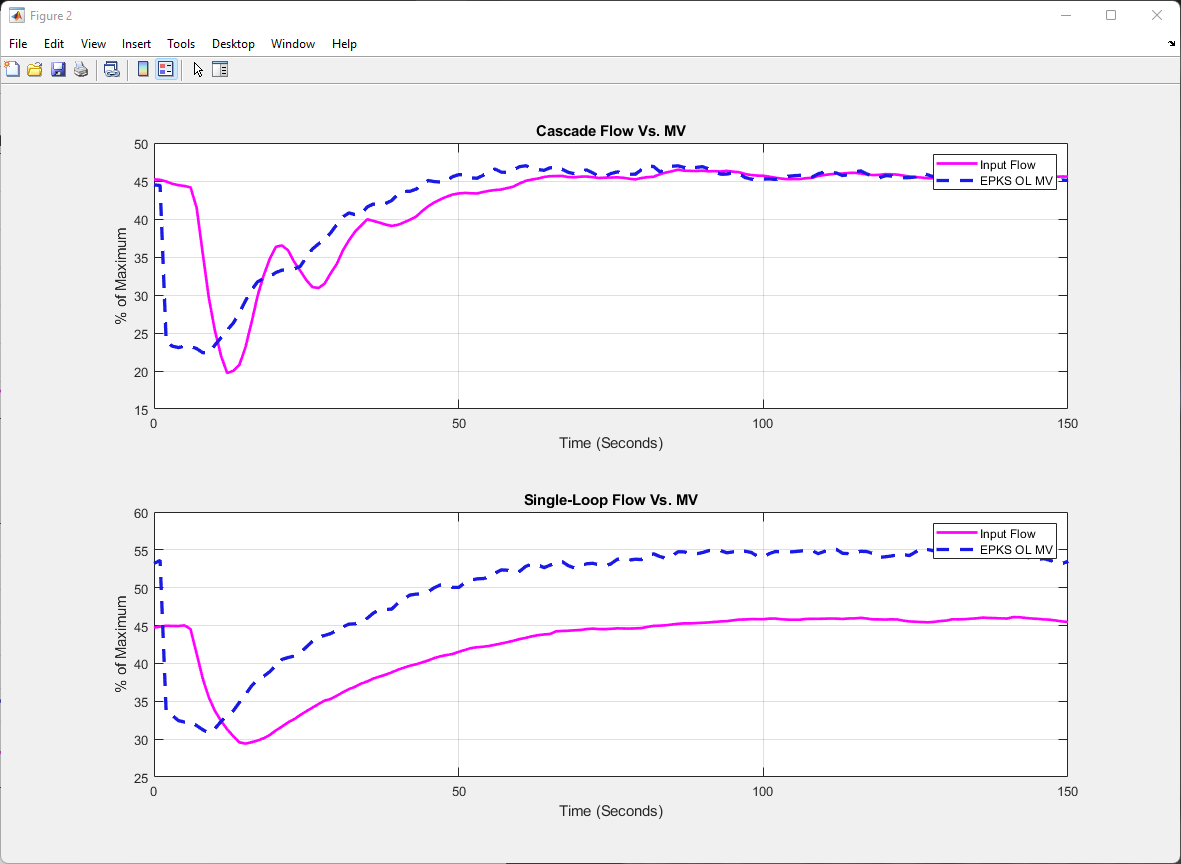 Figure 2
File Edit View Insert Tools Desktop Window Help
Cascade Flow Vs. MV
50
45
40
35
30
25
20
15
% of Maximum
Input Flow
EPKS OL MV
0 50 100 150
Time (Seconds)
Single-Loop Flow Vs. MV
60
55
50
45
40
35
30
25
% of Maximum
Input Flow
EPKS OL MV
0 50 100 150
Time (Seconds)